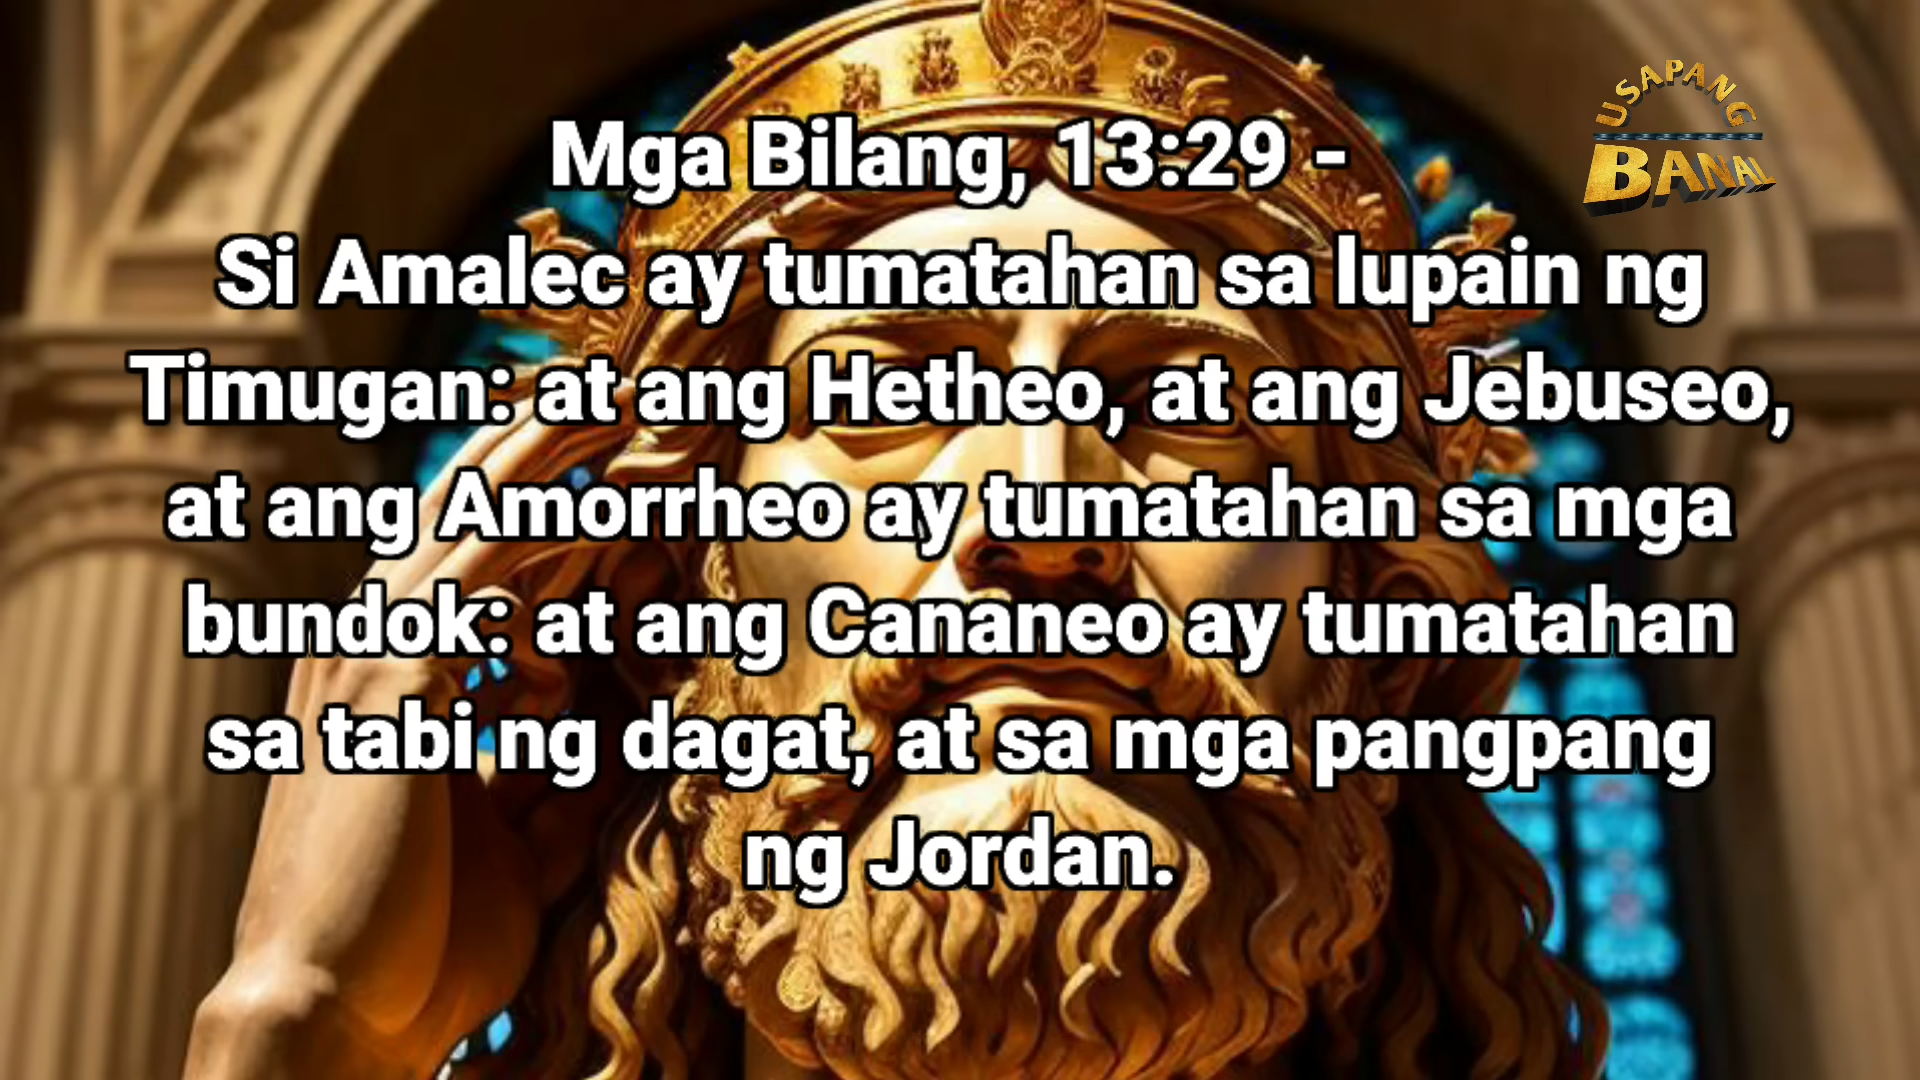 USAPANG
BANAL
Mga Bilang, 13:29 -
Si Amalec ay tumatahan sa lupain ng
Timugan: at ang Hetheo, at ang Jebuseo,
at ang Amorrheo ay tumatahan sa mga
bundok: at ang Cananeo ay tumatahan
sa tabi ng dagat, at sa mga pangpang
ng Jordan.